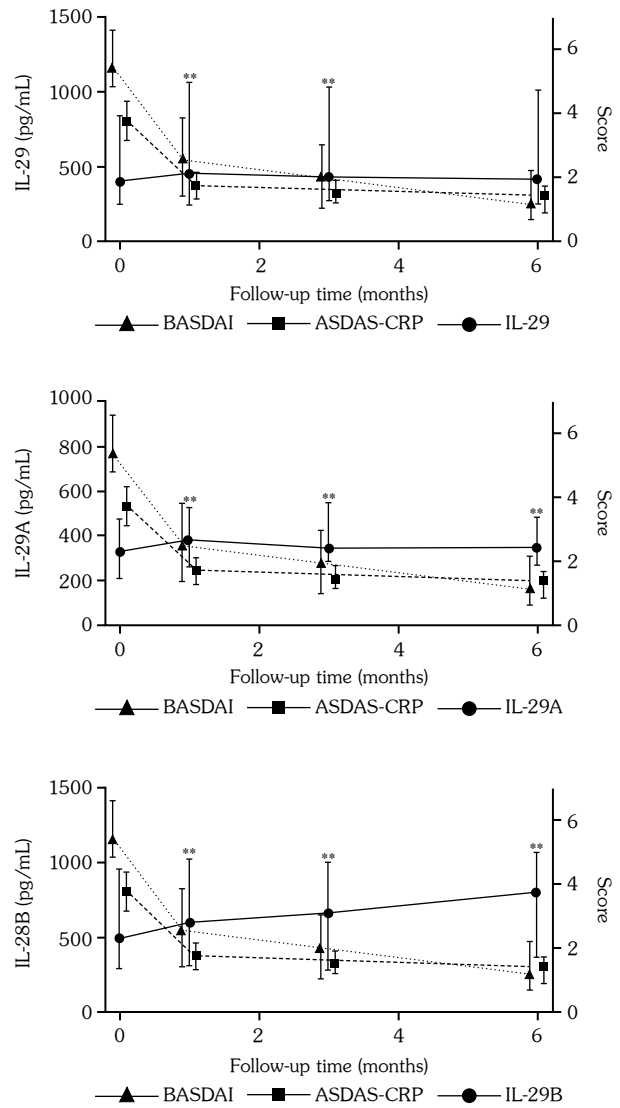 1500
1000
500
0
IL-29 (pg/mL)
6
4
2
0
Score
**
**
0
2
4
6
Follow-up time (months)
BASDAI
ASDAS-CRP
IL-29
1000
800
600
400
200
0
IL-29A (pg/mL)
6
4
2
0
Score
**
**
**
0
2
4
6
Follow-up time (months)
BASDAI
ASDAS-CRP
IL-29A
1500
1000
500
0
IL-28B (pg/mL)
6
4
2
0
Score
**
**
**
0
2
4
6
Follow-up time (months)
BASDAI
ASDAS-CRP
IL-29B